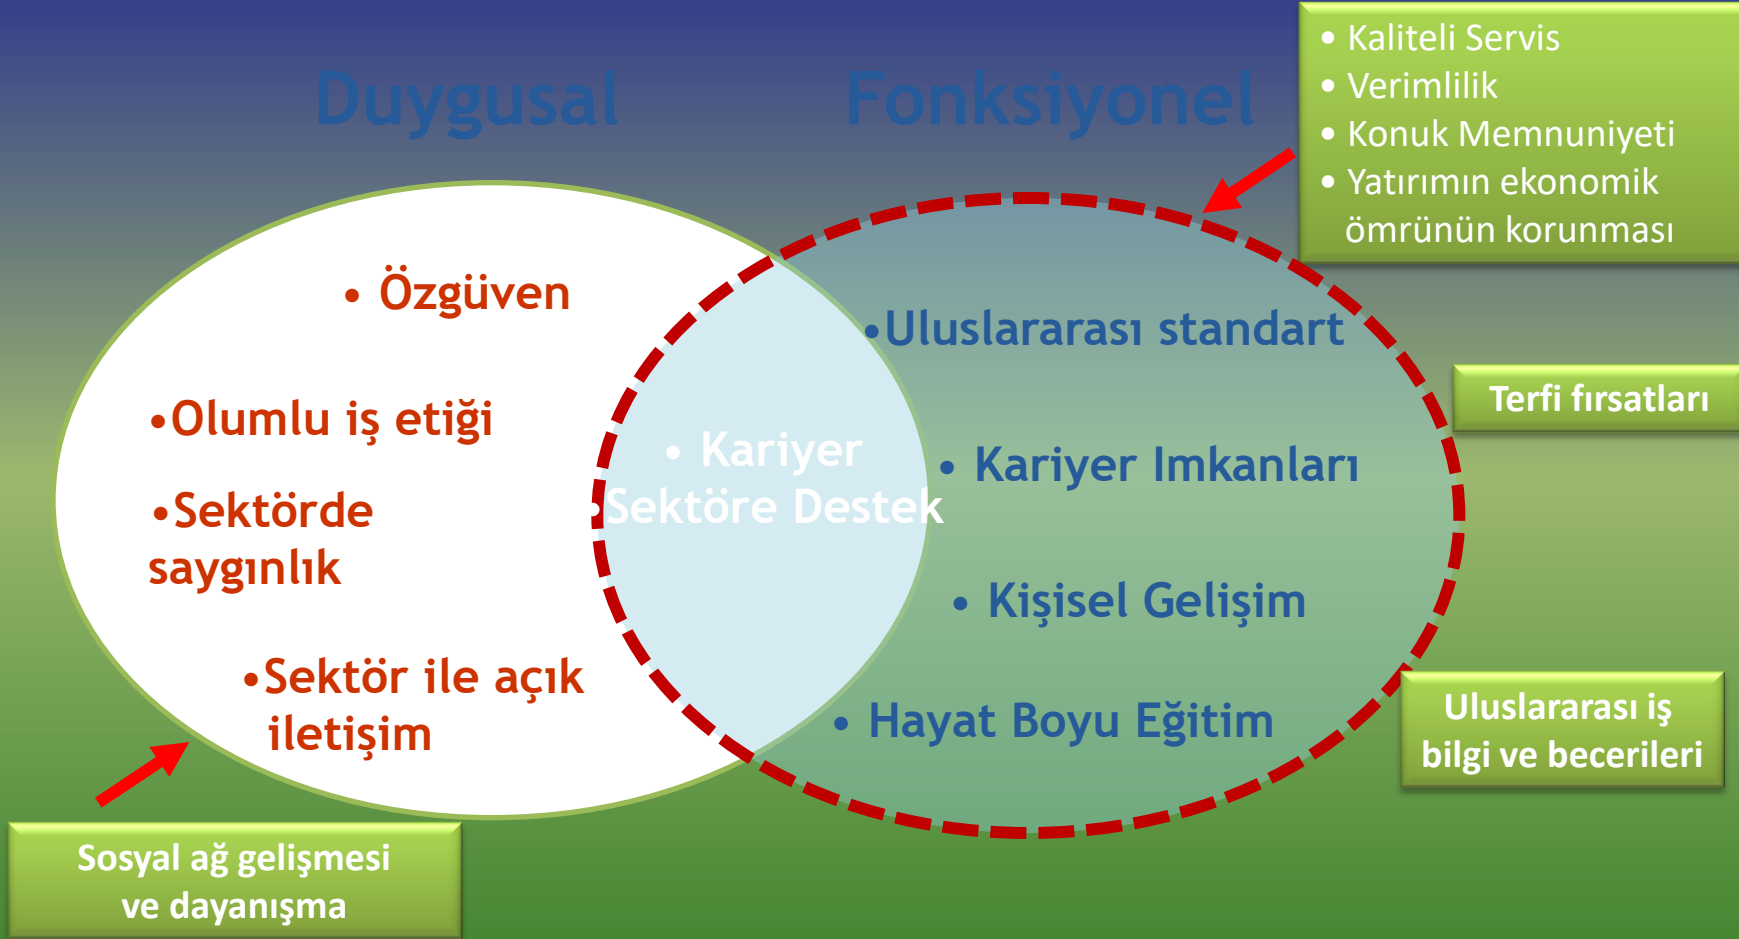 Duygusal
Fonksiyonel
• Kaliteli Servis
• Verimlilik
• Konuk Memnuniyeti
• Yatırımın ekonomik
ömrünün korunması
• Özgüven
•Olumlu iş etiği
•Sektörde
saygınlık
•Sektör ile açık
iletişim
• Kariyer
•Sektöre Destek
•Uluslararası standart
• Kariyer Imkanları
• Kişisel Gelişim
• Hayat Boyu Eğitim
Terfi fırsatları
Uluslararası iş
bilgi ve becerileri
Sosyal ağ gelişmesi
ve dayanışma